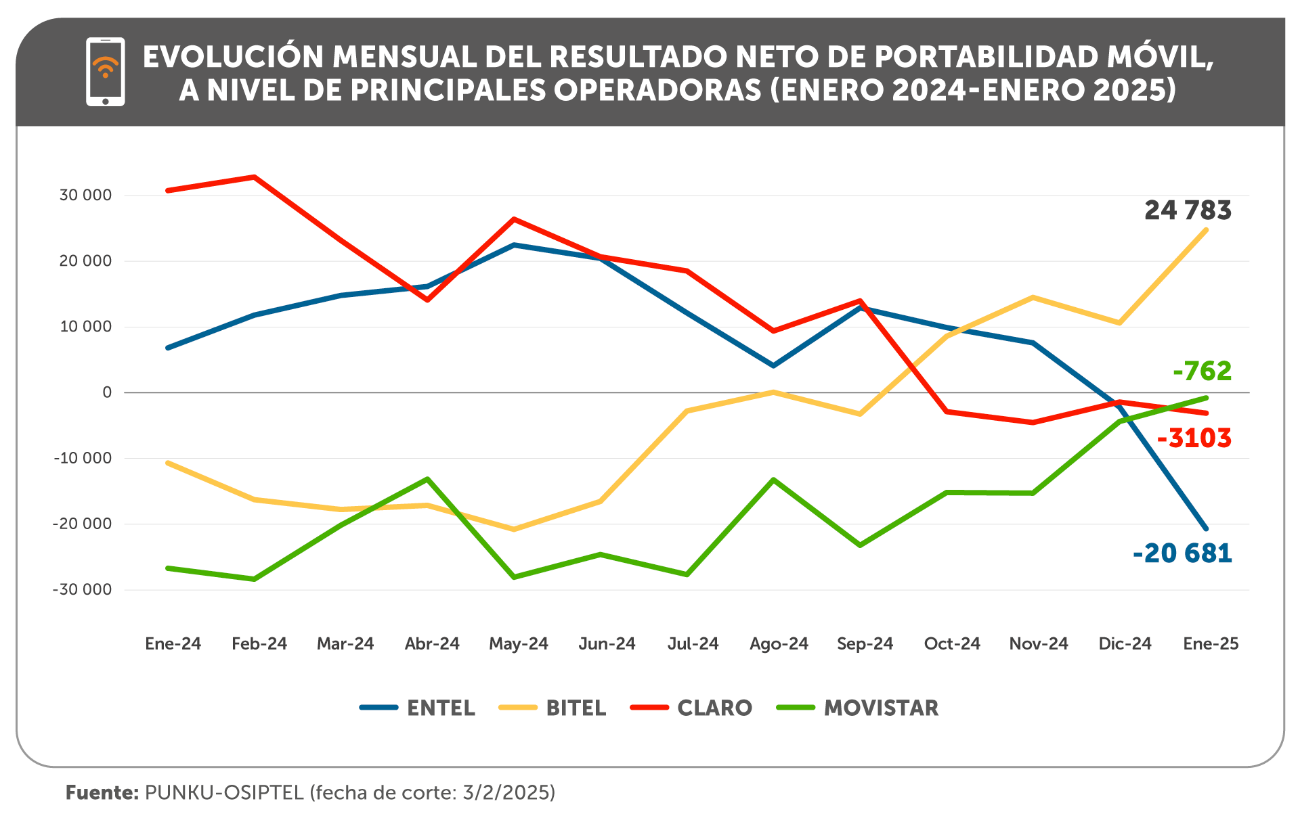 EVOLUCIÓN MENSUAL DEL RESULTADO NETO DE PORTABILIDAD MÓVIL,
A NIVEL DE PRINCIPALES OPERADORAS (ENERO 2024-ENERO 2025)
30 000
20 000
10 000
0
-10 000
-20 000
-30 000
24 783
-762
-3103
-20 681
Ene-24 Feb-24 Mar-24 Abr-24 May-24 Jun-24 Jul-24 Ago-24 Sep-24 Oct-24 Nov-24 Dic-24 Ene-25
ENTEL BITEL CLARO MOVISTAR
Fuente: PUNKU-OSIPTEL (fecha de corte: 3/2/2025)